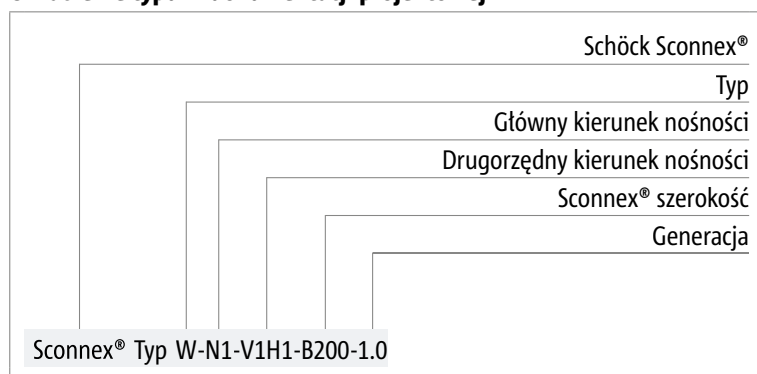 Schöck Sconnex®
Typ
Główny kierunek nośności
Drugorzędny kierunek nośności
Sconnex® szerokość
Generacja
Sconnex® Typ W-N1-V1H1-B200-1.0